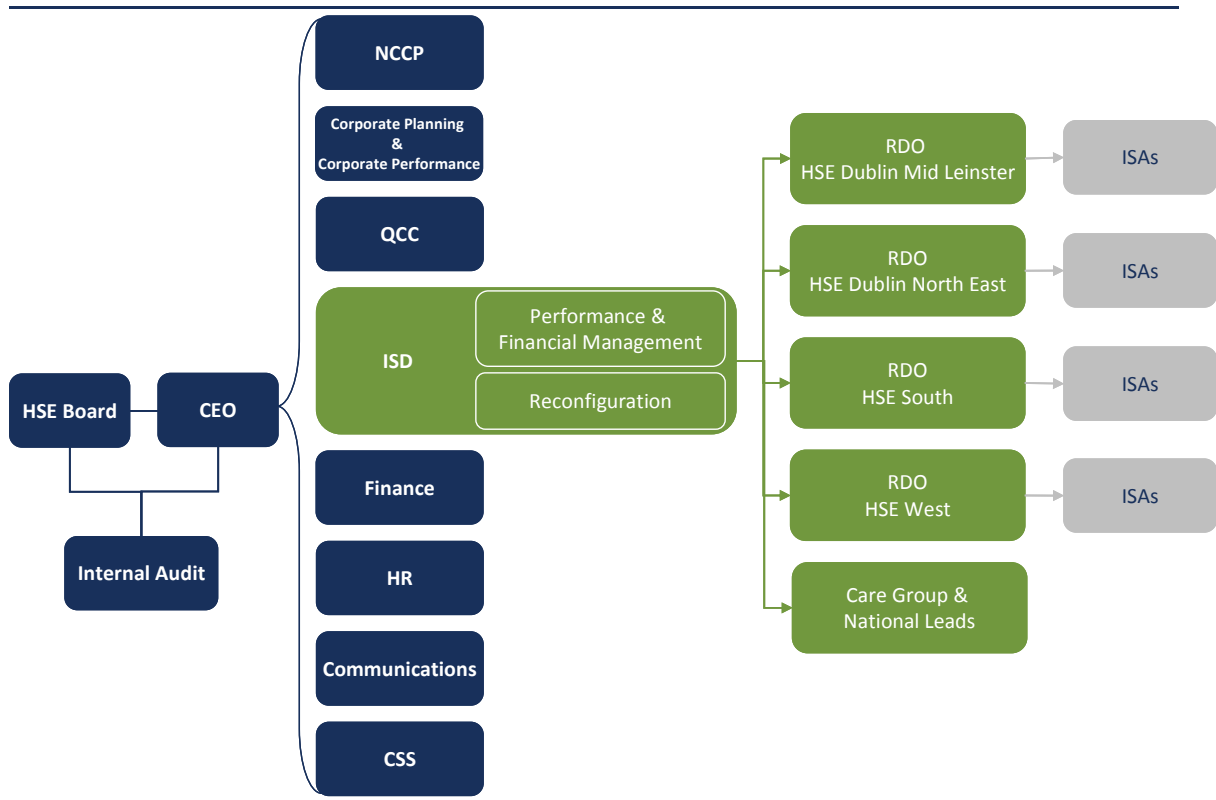 NCCP
Corporate Planning
&
Corporate Performance
QCC
ISD
Performance &
Financial Management
Reconfiguration
HSE Board
CEO
Internal Audit
Finance
HR
Communications
CSS
RDO
HSE Dublin Mid Leinster
ISAs
RDO
HSE Dublin North East
ISAs
RDO
HSE South
ISAs
RDO
HSE West
ISAs
Care Group &
National Leads